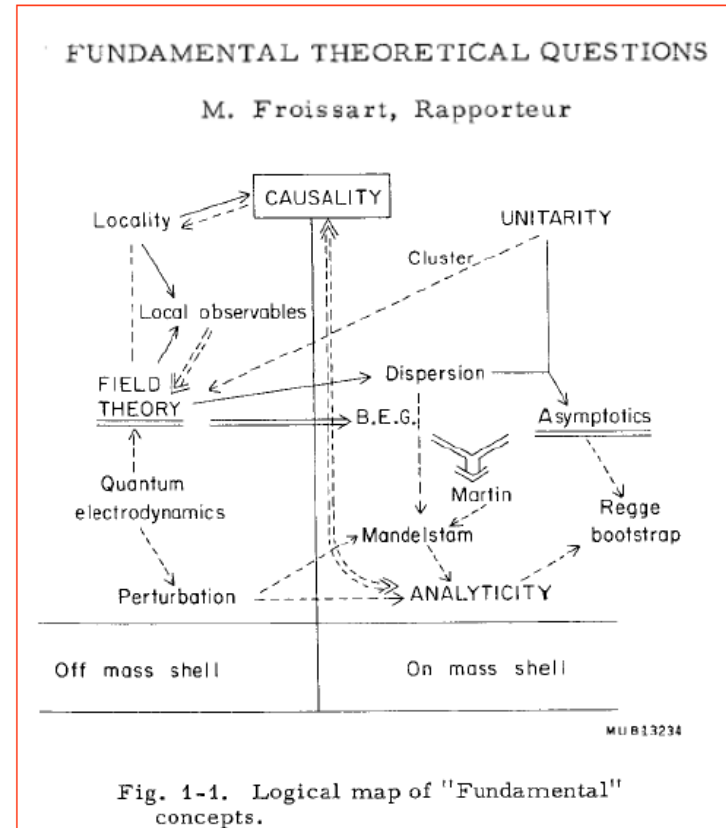 FUNDAMENTAL THEORETICAL QUESTIONS
M. Froissart, Rapporteur
CAUSALITY
Locality
UNITARITY
Cluster
Local observables
FIELD
THEORY
Dispersion
B.E.G.
Asymptotics
Quantum
electrodynamics
Martin
Regge
bootstrap
Mandelstam
Perturbation
ANALYTICITY
Off mass shell
On mass shell
MUB13234
Fig. 1-1. Logical map of "Fundamental"
concepts.